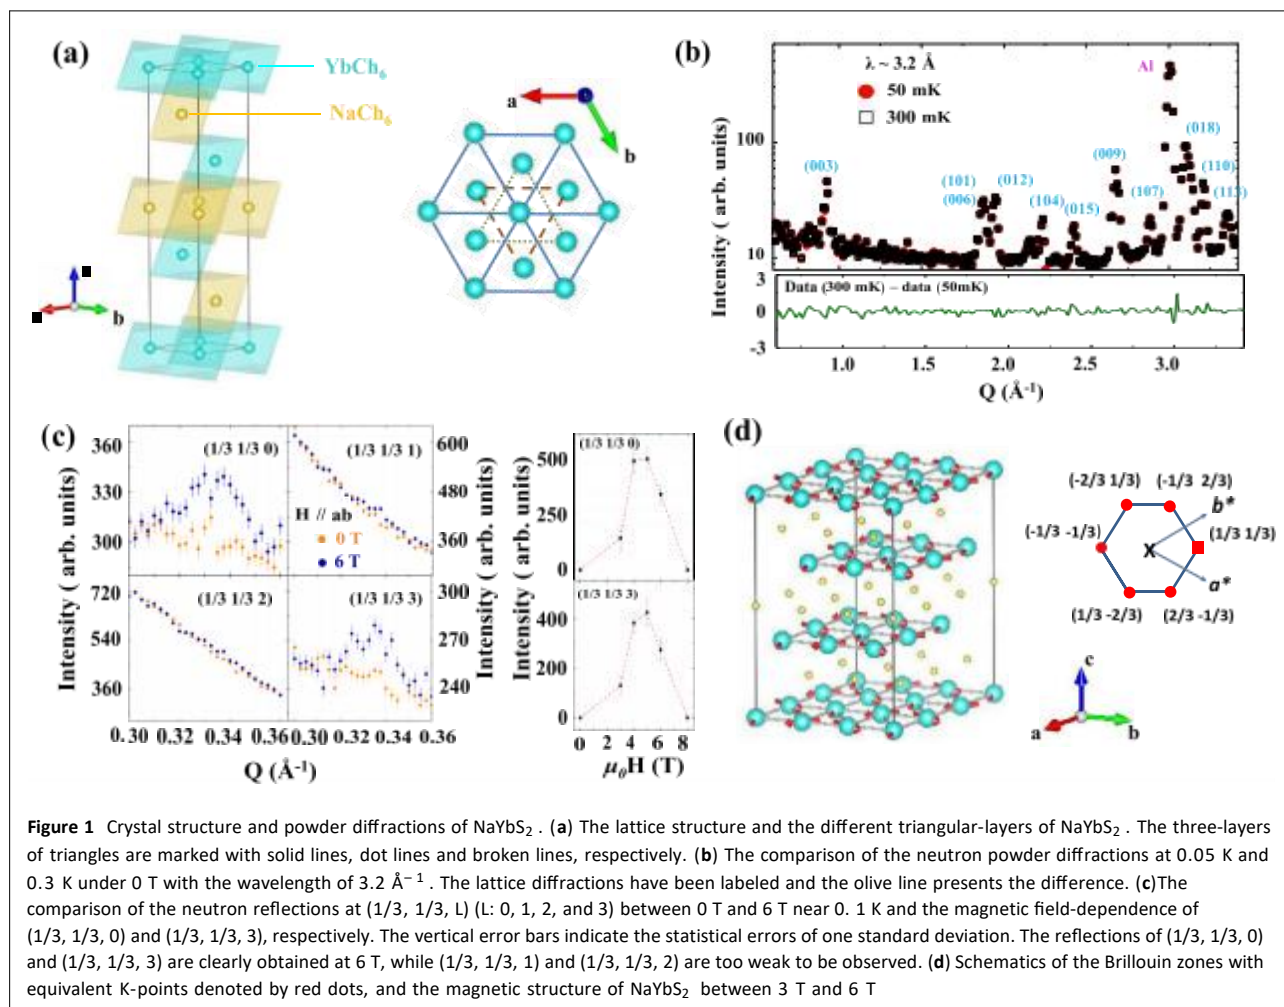 (a)
YbCh₆
NaCh₆
b
a
b
(b)
λ ~ 3.2 Å
50 mK
300 mK
Al
(003)
(101)
(006)
(012)
(104)
(015)
(009)
(107)
(018)
(110)
(113)
100
10
Intensity ( arb. units)
3
0
-3
Data (300 mK) – data (50mK)
1.0 1.5 2.0 2.5 3.0
Q (Å⁻¹)
(c)
360
330
300
(1/3 1/3 0)
(1/3 1/3 1)
H // ab
0 T
6 T
600
480
360
720
540
360
(1/3 1/3 2)
(1/3 1/3 3)
300
270
240
Intensity ( arb. units)
Intensity ( arb. units)
0.30 0.32 0.34 0.36 0.30 0.32 0.34 0.36
Q (Å⁻¹)
Intensity ( arb. units)
(1/3 1/3 0)
500
250
0
(1/3 1/3 3)
400
200
0
0 2 4 6 8
μ₀H (T)
(d)
(-2/3 1/3) (-1/3 2/3)
b*
(-1/3 -1/3) (1/3 1/3)
X
a*
(1/3 -2/3) (2/3 -1/3)
c
a b
Figure 1 Crystal structure and powder diffractions of NaYbS₂ . (a) The lattice structure and the different triangular-layers of NaYbS₂ . The three-layers
of triangles are marked with solid lines, dot lines and broken lines, respectively. (b) The comparison of the neutron powder diffractions at 0.05 K and
0.3 K under 0 T with the wavelength of 3.2 Å⁻¹ . The lattice diffractions have been labeled and the olive line presents the difference. (c)The
comparison of the neutron reflections at (1/3, 1/3, L) (L: 0, 1, 2, and 3) between 0 T and 6 T near 0. 1 K and the magnetic field-dependence of
(1/3, 1/3, 0) and (1/3, 1/3, 3), respectively. The vertical error bars indicate the statistical errors of one standard deviation. The reflections of (1/3, 1/3, 0)
and (1/3, 1/3, 3) are clearly obtained at 6 T, while (1/3, 1/3, 1) and (1/3, 1/3, 2) are too weak to be observed. (d) Schematics of the Brillouin zones with
equivalent K-points denoted by red dots, and the magnetic structure of NaYbS₂ between 3 T and 6 T